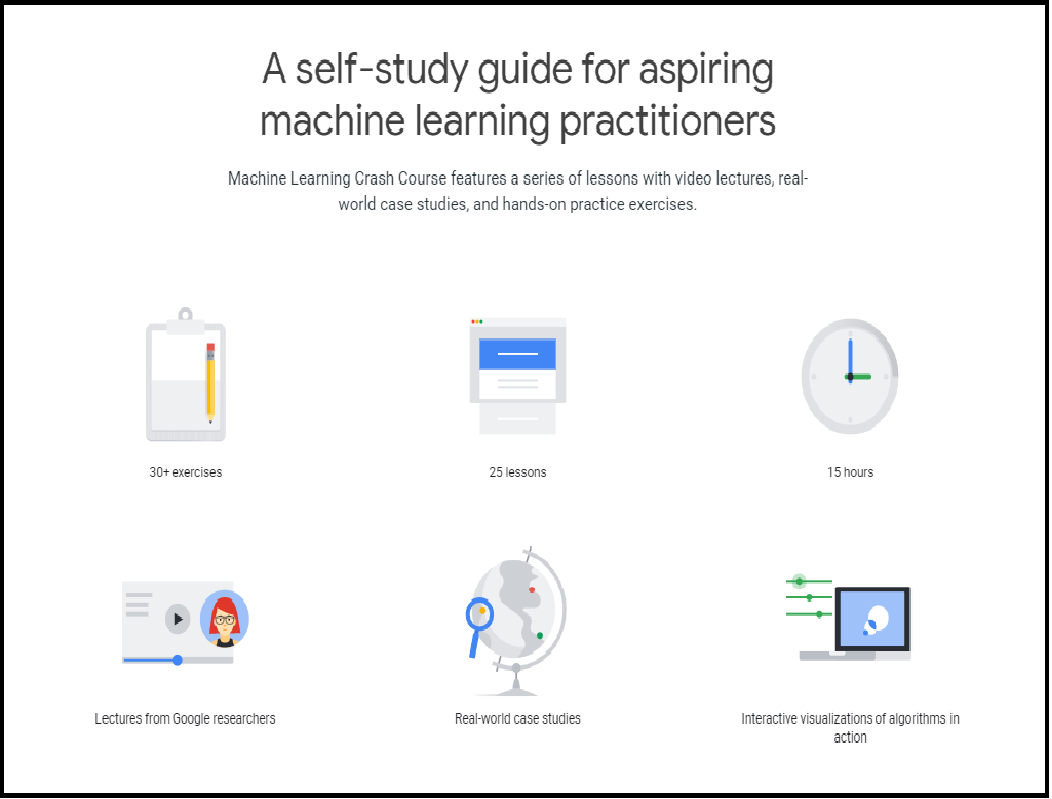 A self-study guide for aspiring
machine learning practitioners
Machine Learning Crash Course features a series of lessons with video lectures, real-
world case studies, and hands-on practice exercises.
30+ exercises
25 lessons
15 hours
Lectures from Google researchers
Real-world case studies
Interactive visualizations of algorithms in
action